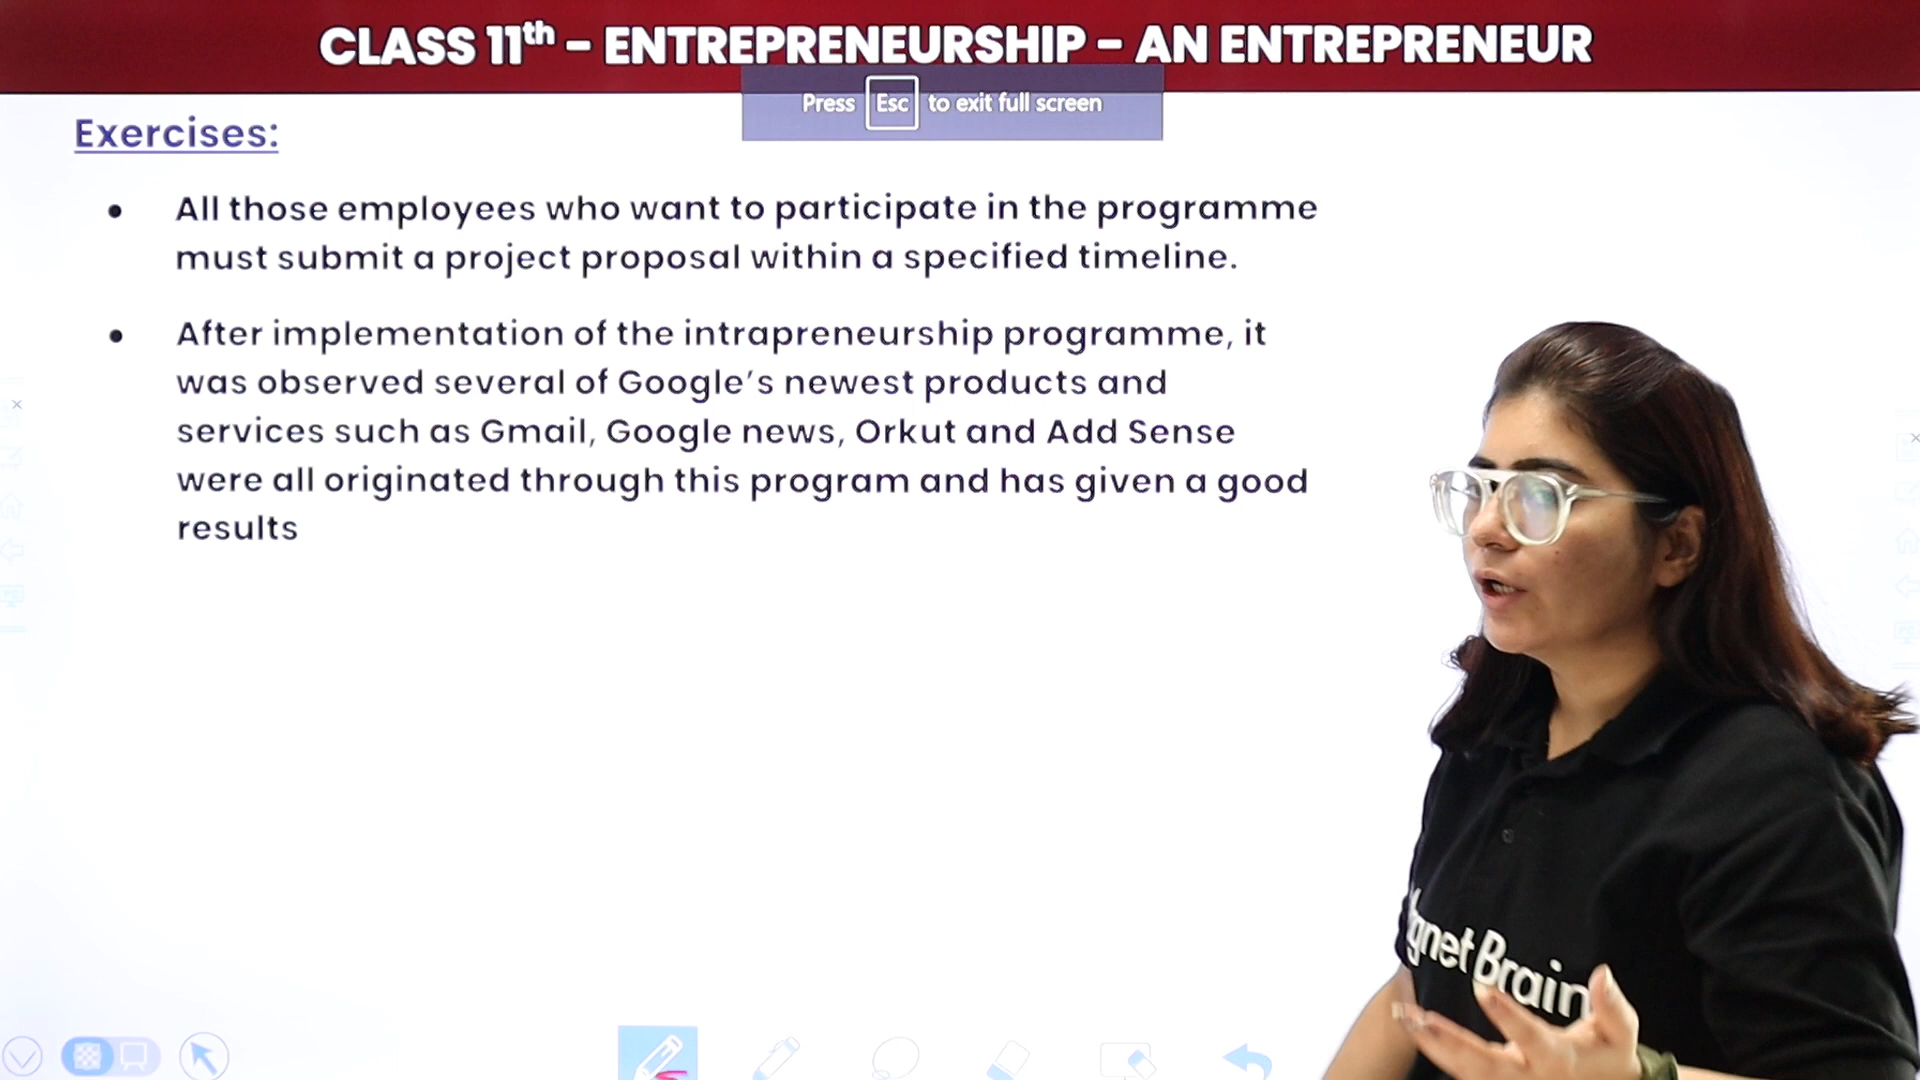 CLASS 11th – ENTREPRENEURSHIP – AN ENTREPRENEUR
Press Esc to exit full screen
Exercises:
• All those employees who want to participate in the programme
must submit a project proposal within a specified timeline.
• After implementation of the intrapreneurship programme, it
was observed several of Google’s newest products and
services such as Gmail, Google news, Orkut and Add Sense
were all originated through this program and has given a good
results
gnet Brain